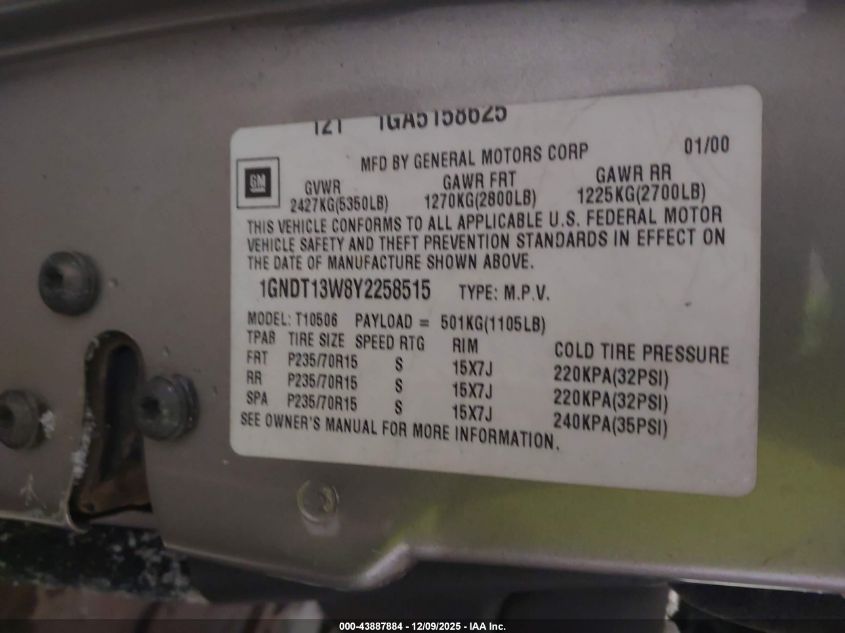 121 1GA5158625
MFD BY GENERAL MOTORS CORP 01/00
GM
GVWR GAWR FRT GAWR RR
2427KG(5350LB) 1270KG(2800LB) 1225KG(2700LB)
THIS VEHICLE CONFORMS TO ALL APPLICABLE U.S. FEDERAL MOTOR
VEHICLE SAFETY AND THEFT PREVENTION STANDARDS IN EFFECT ON
THE DATE OF MANUFACTURE SHOWN ABOVE.
1GNDT13W8Y2258515 TYPE: M.P.V.
MODEL: T10506 PAYLOAD = 501KG(1105LB)
TPAB TIRE SIZE SPEED RTG RIM COLD TIRE PRESSURE
FRT P235/70R15 S 15X7J 220KPA(32PSI)
RR P235/70R15 S 15X7J 220KPA(32PSI)
SPA P235/70R15 S 15X7J 240KPA(35PSI)
SEE OWNER'S MANUAL FOR MORE INFORMATION.
000-43887884 - 12/09/2025 - IAA Inc.